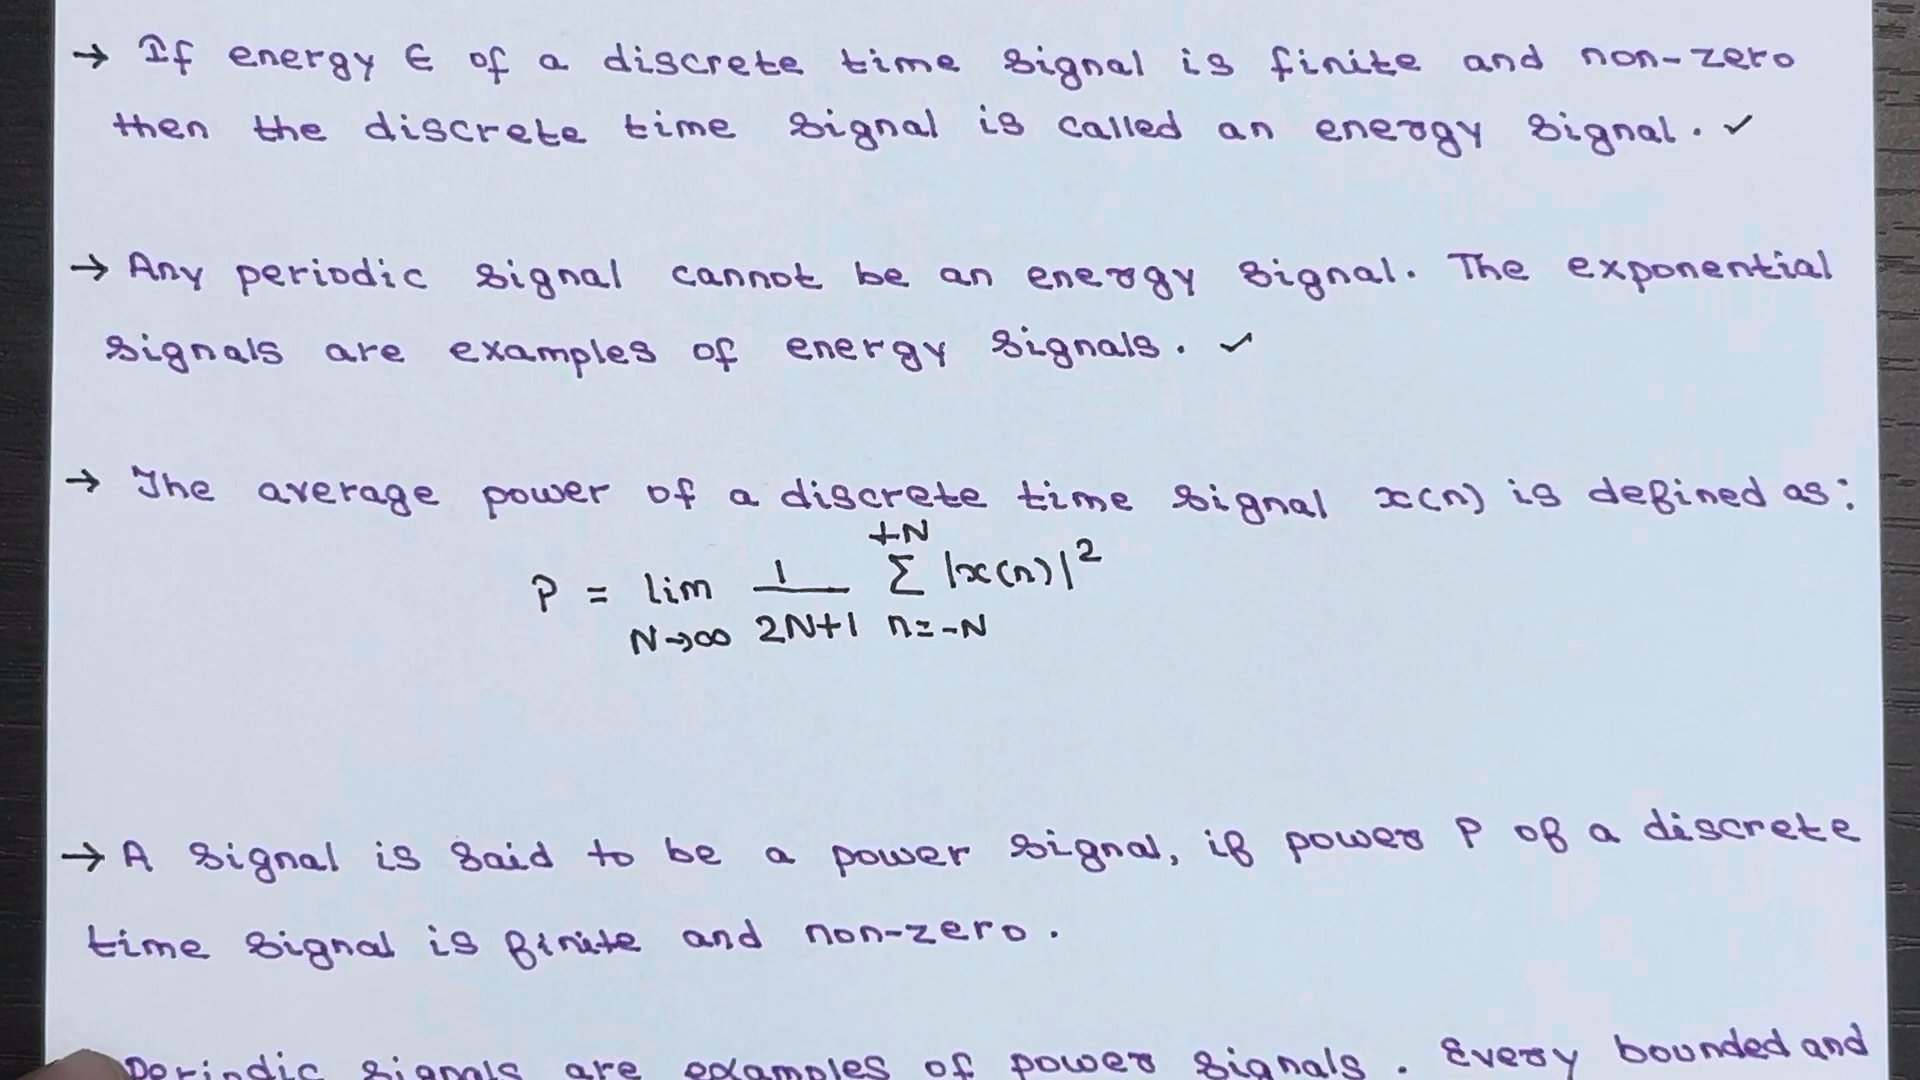 → If energy E of a discrete time signal is finite and non-zero
then the discrete time signal is called an energy signal. ✓
→ Any periodic signal cannot be an energy signal. The exponential
signals are examples of energy signals. ✓
→ The average power of a discrete time signal x(n) is defined as:
P = lim N→∞ 1/2N+1 +N Σ n=-N |x(n)|²
→ A signal is said to be a power signal, if power P of a discrete
time signal is finite and non-zero.
Periodic signals are examples of power signals. Every bounded and